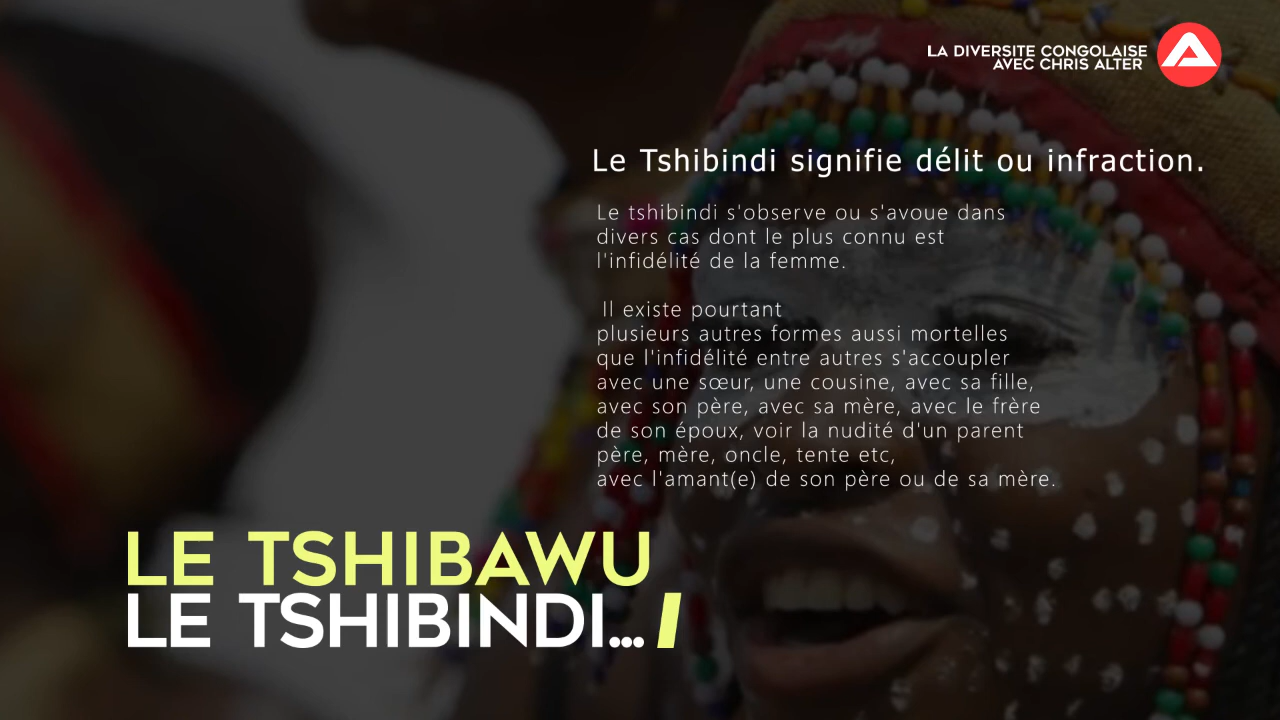 LA DIVERSITE CONGOLAISE
AVEC CHRIS ALTER
Le Tshibindi signifie délit ou infraction.
Le tshibindi s'observe ou s'avoue dans
divers cas dont le plus connu est
l'infidélité de la femme.
Il existe pourtant
plusieurs autres formes aussi mortelles
que l'infidélité entre autres s'accoupler
avec une sœur, une cousine, avec sa fille,
avec son père, avec sa mère, avec le frère
de son époux, voir la nudité d'un parent
père, mère, oncle, tente etc,
avec l'amant(e) de son père ou de sa mère.
LE TSHIBAWU
LE TSHIBINDI...